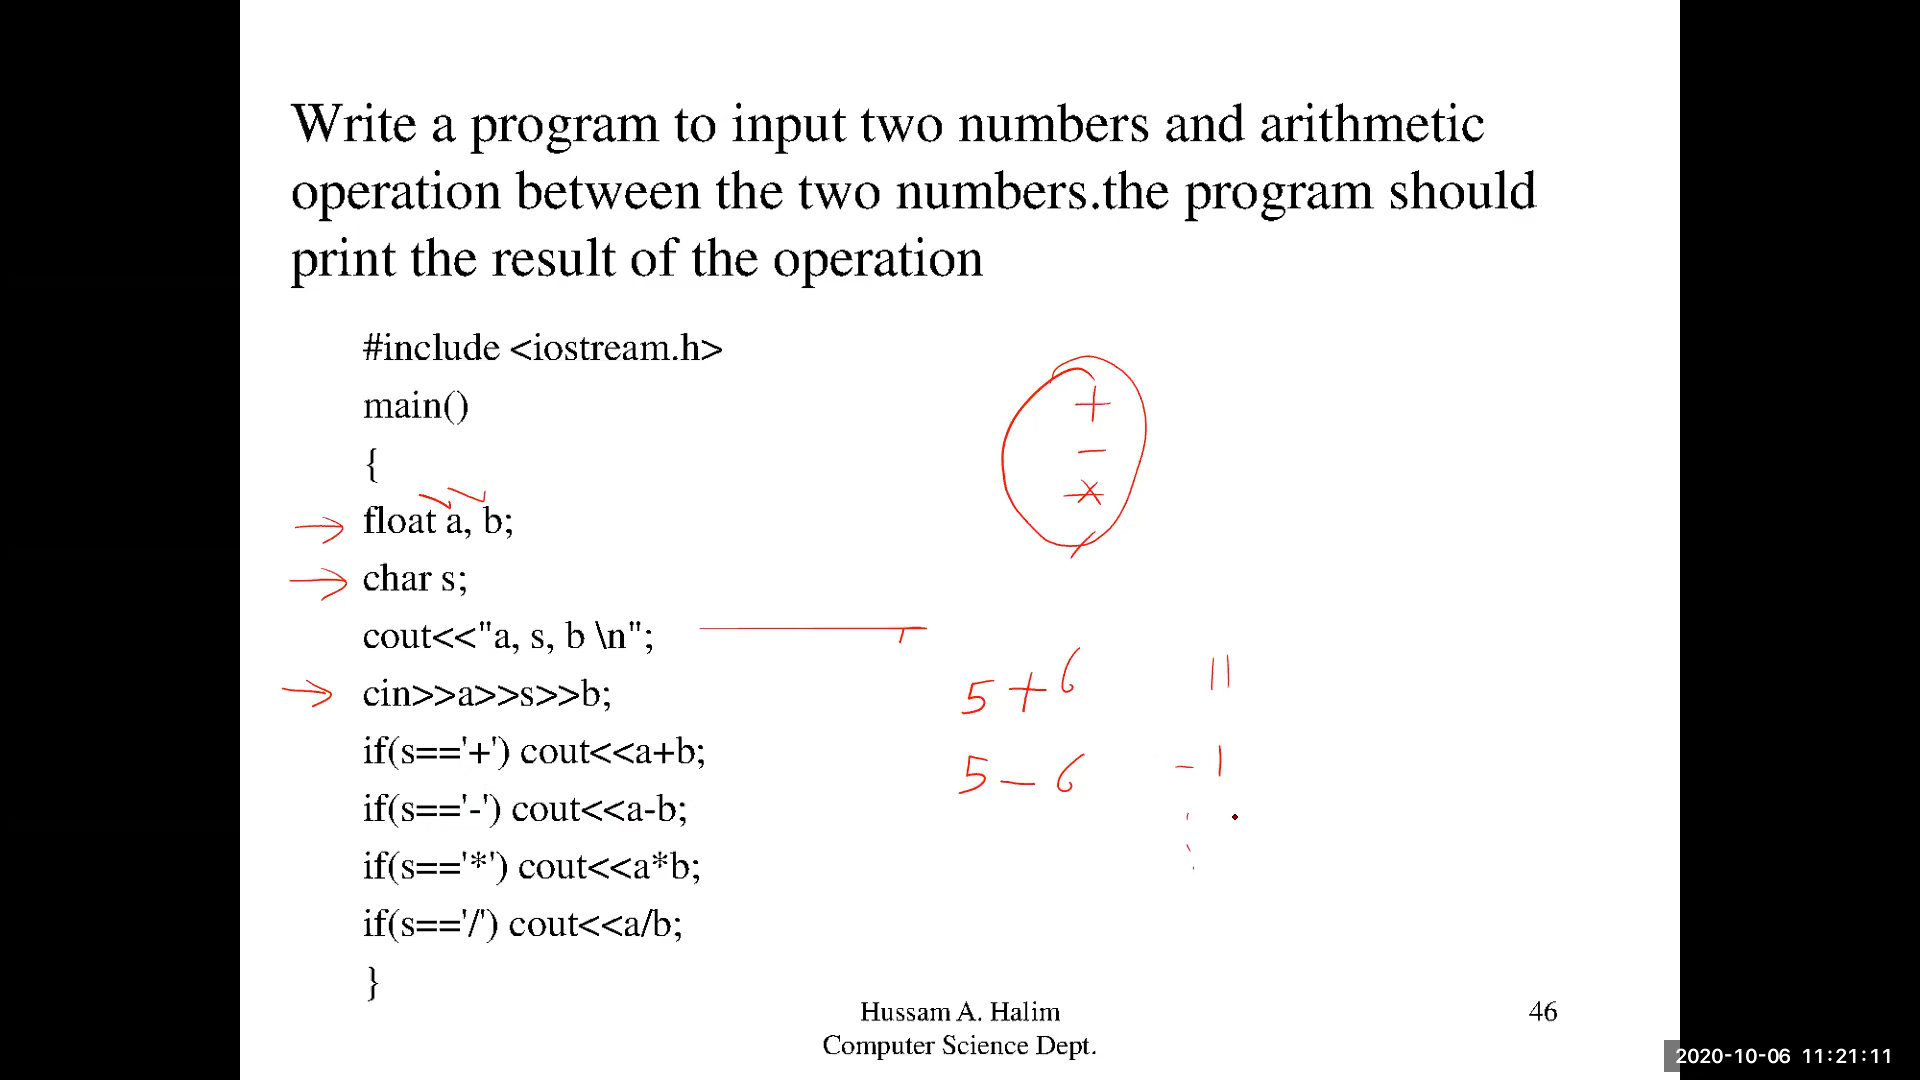 Write a program to input two numbers and arithmetic
operation between the two numbers.the program should
print the result of the operation
#include <iostream.h>
main()
{
float a, b;
char s;
cout<<"a, s, b \n";
cin>>a>>s>>b;
if(s=='+') cout<<a+b;
if(s=='-') cout<<a-b;
if(s=='*') cout<<a*b;
if(s=='/') cout<<a/b;
}
+
-
*
/
5 + 6 11
5 - 6 -1
Hussam A. Halim
Computer Science Dept.
46
2020-10-06 11:21:11